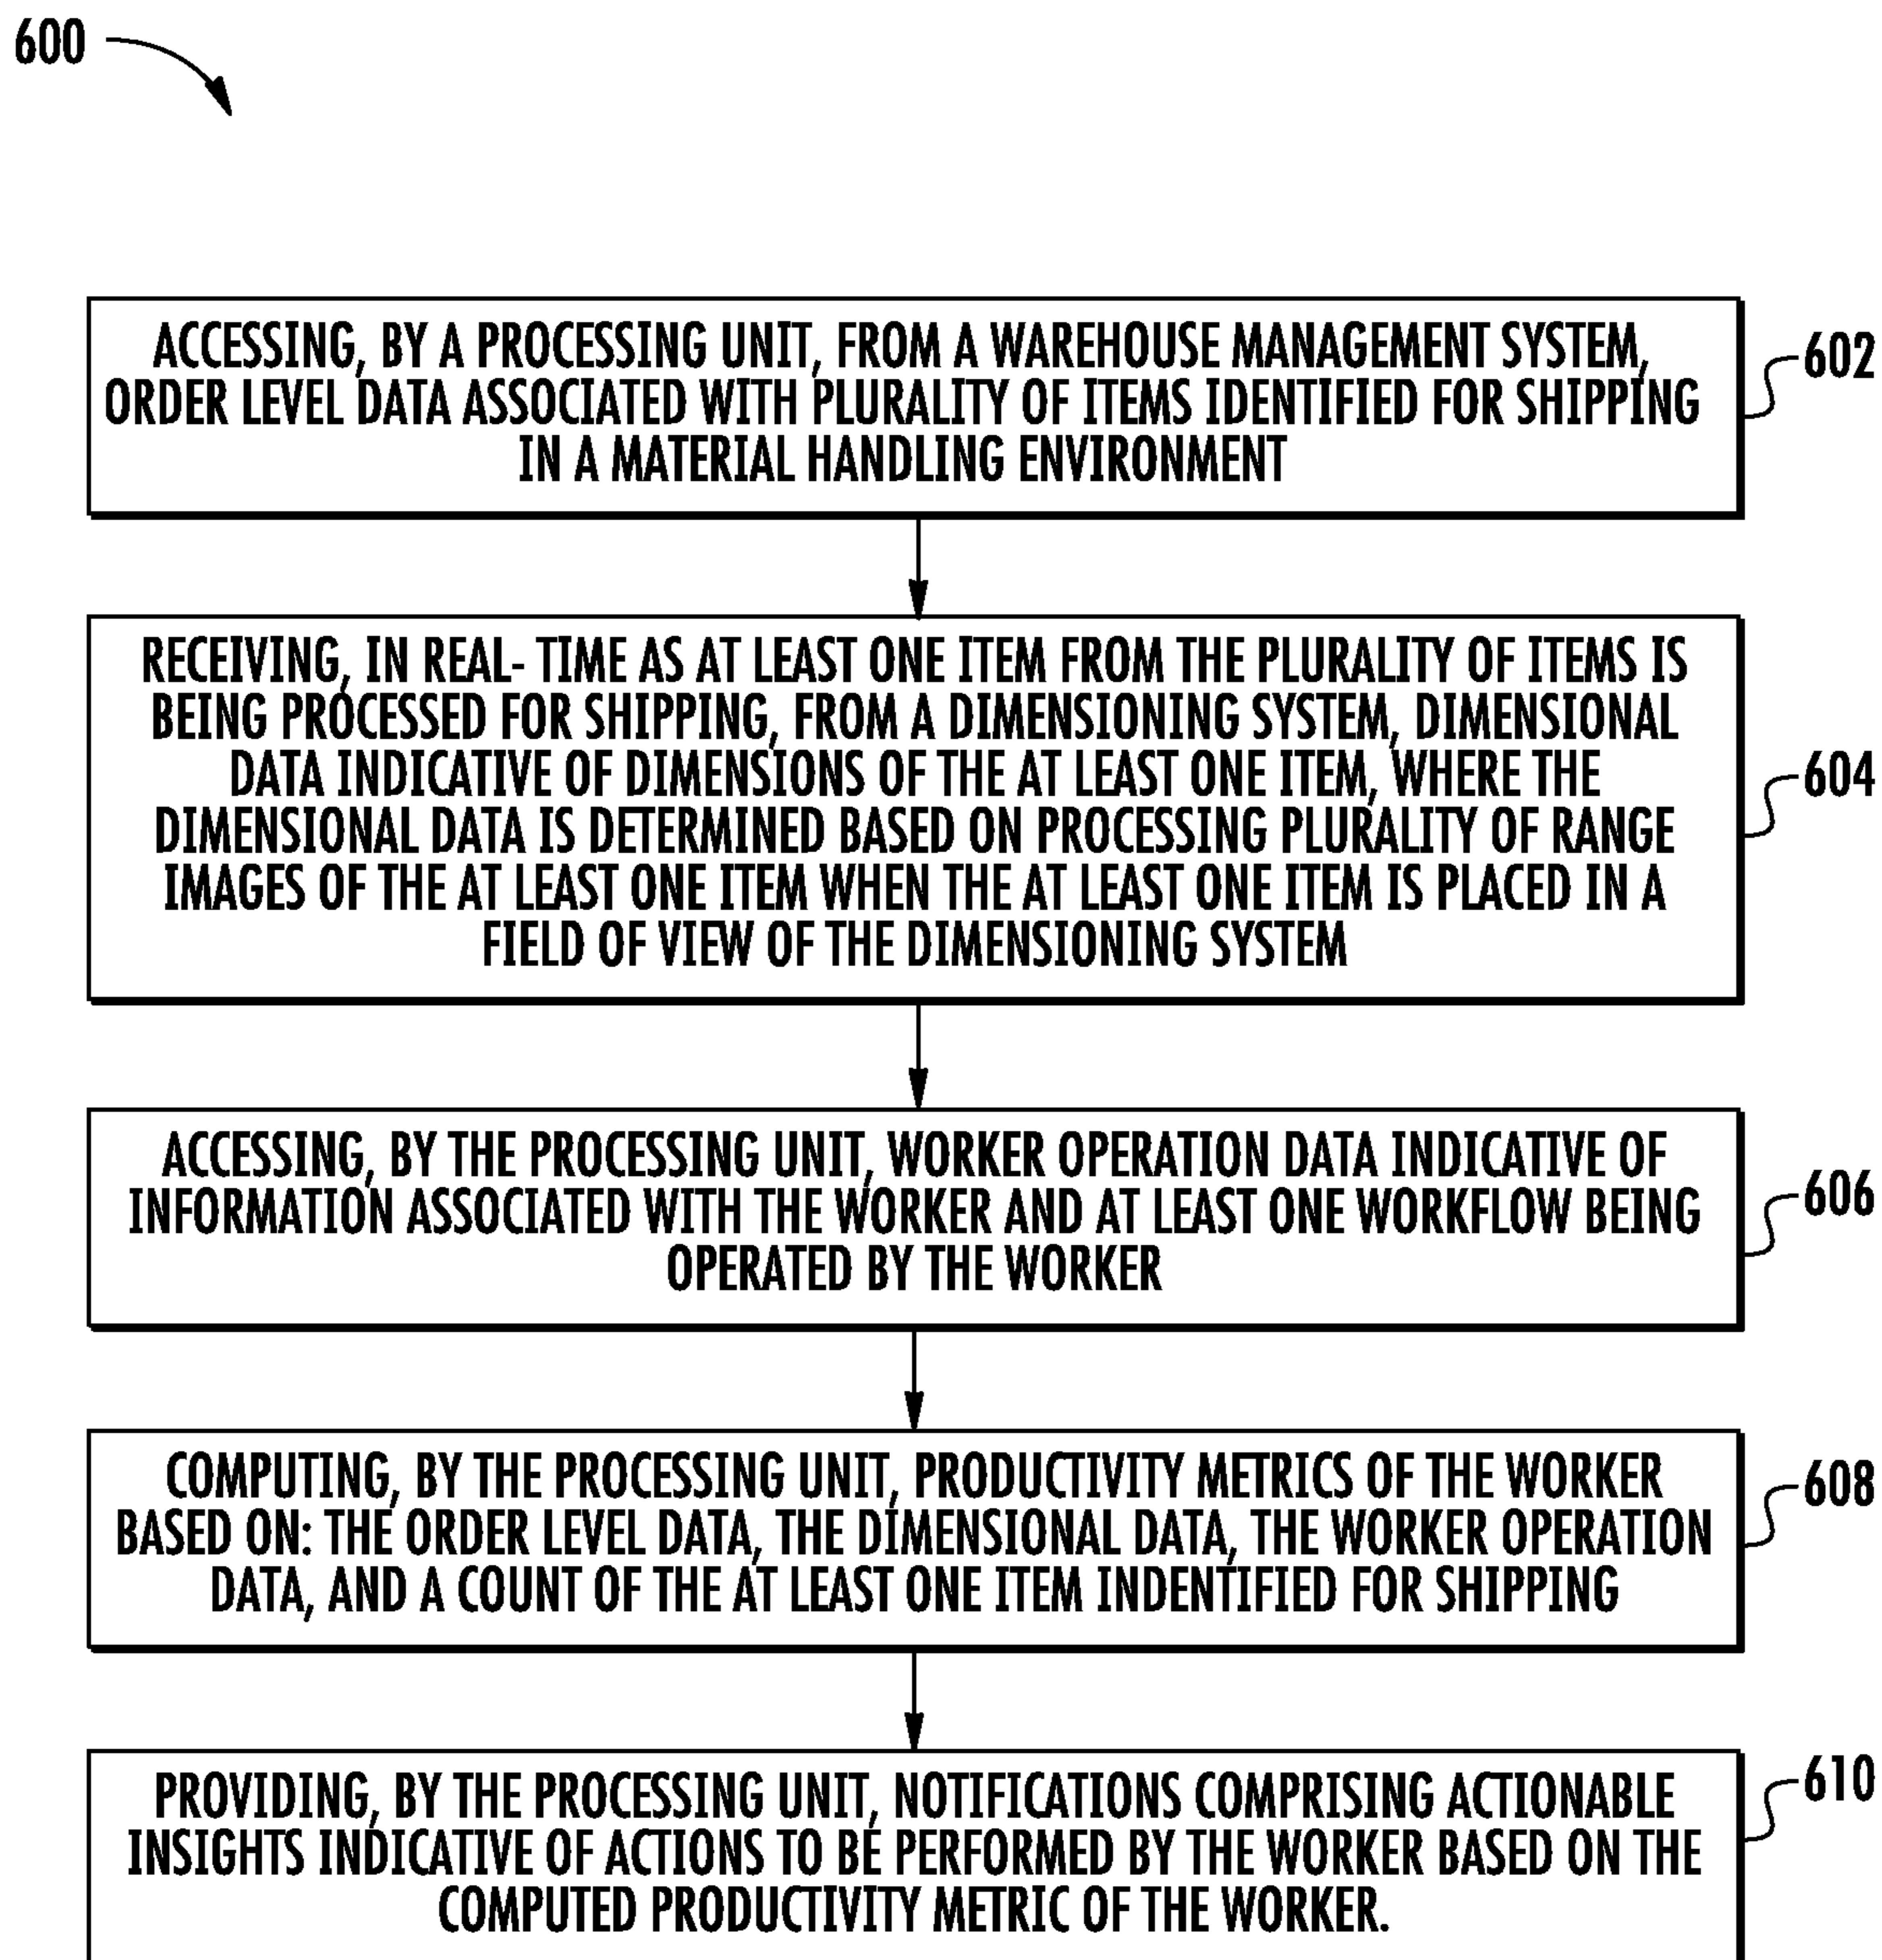 600
ACCESSING, BY A PROCESSING UNIT, FROM A WAREHOUSE MANAGEMENT SYSTEM,
ORDER LEVEL DATA ASSOCIATED WITH PLURALITY OF ITEMS IDENTIFIED FOR SHIPPING
IN A MATERIAL HANDLING ENVIRONMENT
602
RECEIVING, IN REAL- TIME AS AT LEAST ONE ITEM FROM THE PLURALITY OF ITEMS IS
BEING PROCESSED FOR SHIPPING, FROM A DIMENSIONING SYSTEM, DIMENSIONAL
DATA INDICATIVE OF DIMENSIONS OF THE AT LEAST ONE ITEM, WHERE THE
DIMENSIONAL DATA IS DETERMINED BASED ON PROCESSING PLURALITY OF RANGE
IMAGES OF THE AT LEAST ONE ITEM WHEN THE AT LEAST ONE ITEM IS PLACED IN A
FIELD OF VIEW OF THE DIMENSIONING SYSTEM
604
ACCESSING, BY THE PROCESSING UNIT, WORKER OPERATION DATA INDICATIVE OF
INFORMATION ASSOCIATED WITH THE WORKER AND AT LEAST ONE WORKFLOW BEING
OPERATED BY THE WORKER
606
COMPUTING, BY THE PROCESSING UNIT, PRODUCTIVITY METRICS OF THE WORKER
BASED ON: THE ORDER LEVEL DATA, THE DIMENSIONAL DATA, THE WORKER OPERATION
DATA, AND A COUNT OF THE AT LEAST ONE ITEM INDENTIFIED FOR SHIPPING
608
PROVIDING, BY THE PROCESSING UNIT, NOTIFICATIONS COMPRISING ACTIONABLE
INSIGHTS INDICATIVE OF ACTIONS TO BE PERFORMED BY THE WORKER BASED ON THE
COMPUTED PRODUCTIVITY METRIC OF THE WORKER.
610